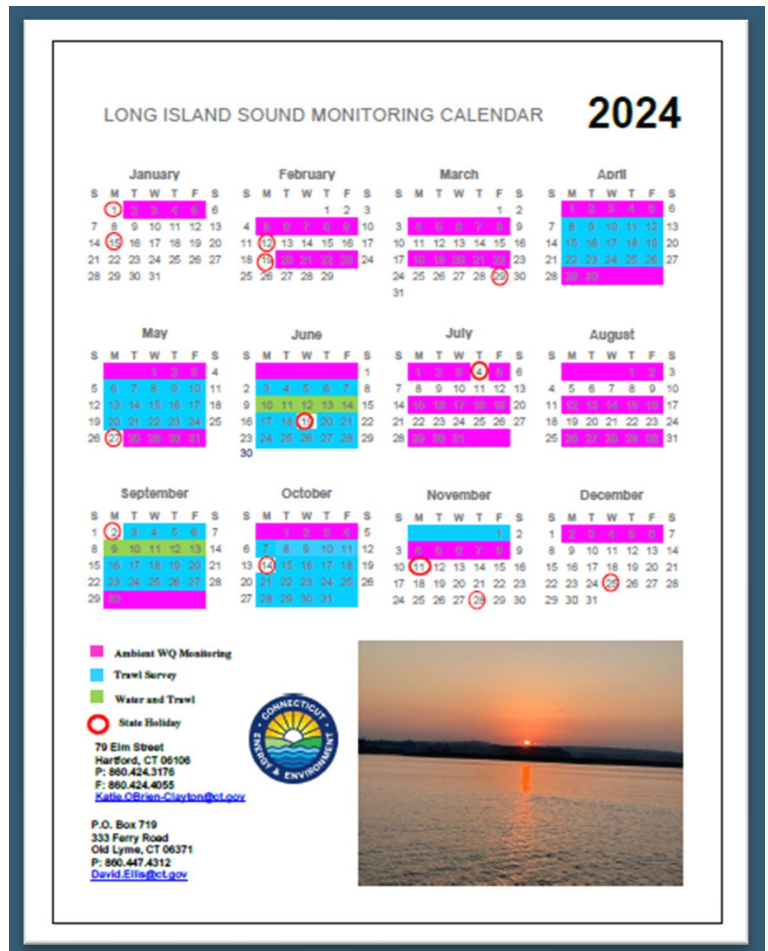 LONG ISLAND SOUND MONITORING CALENDAR 2024
January February March April
S M T W T F S S M T W T F S S M T W T F S S M T W T F S
1 2 3 4 5 6 1 2 3 1 2 1 2 3 4 5 6
7 8 9 10 11 12 13 4 5 6 7 8 9 10 3 4 5 6 7 8 9 7 8 9 10 11 12 13
14 15 16 17 18 19 20 11 12 13 14 15 16 17 10 11 12 13 14 15 16 14 15 16 17 18 19 20
21 22 23 24 25 26 27 18 19 20 21 22 23 24 17 18 19 20 21 22 23 21 22 23 24 25 26 27
28 29 30 31 25 26 27 28 29 24 25 26 27 28 29 30 28 29 30
31
May June July August
S M T W T F S S M T W T F S S M T W T F S S M T W T F S
1 2 3 4 1 1 2 3 4 5 6 1 2 3
5 6 7 8 9 10 11 2 3 4 5 6 7 8 7 8 9 10 11 12 13 4 5 6 7 8 9 10
12 13 14 15 16 17 18 9 10 11 12 13 14 15 14 15 16 17 18 19 20 11 12 13 14 15 16 17
19 20 21 22 23 24 25 16 17 18 19 20 21 22 21 22 23 24 25 26 27 18 19 20 21 22 23 24
26 27 28 29 30 31 23 24 25 26 27 28 29 28 29 30 31 25 26 27 28 29 30 31
30
September October November December
S M T W T F S S M T W T F S S M T W T F S S M T W T F S
1 2 3 4 5 6 7 1 2 3 4 5 1 2 1 2 3 4 5 6 7
8 9 10 11 12 13 14 6 7 8 9 10 11 12 3 4 5 6 7 8 9 8 9 10 11 12 13 14
15 16 17 18 19 20 21 13 14 15 16 17 18 19 10 11 12 13 14 15 16 15 16 17 18 19 20 21
22 23 24 25 26 27 28 20 21 22 23 24 25 26 17 18 19 20 21 22 23 22 23 24 25 26 27 28
29 30 27 28 29 30 31 24 25 26 27 28 29 30 29 30 31
Ambient WQ Monitoring
Trawl Survey
Water and Trawl
State Holiday
79 Elm Street
Hartford, CT 06106
P: 860.424.3176
F: 860.424.4055
Katie.OBrien-Clayton@ct.gov
P.O. Box 719
333 Ferry Road
Old Lyme, CT 06371
P: 860.447.4312
David.Ellis@ct.gov
CONNECTICUT
ENERGY & ENVIRONMENT